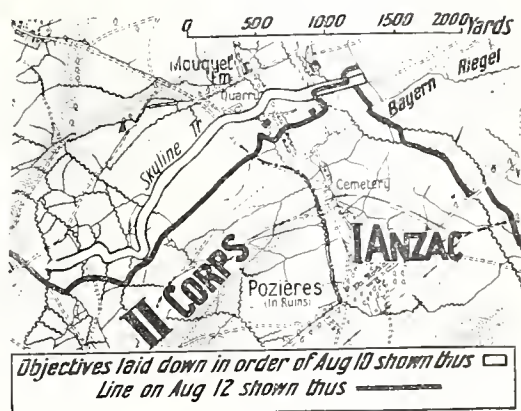 0 500 1000 1500 2000 Yards
Mouquet
Fm
Quarry
Skyline Tr
Bayern Riegel
Cemetery
I ANZAC
II CORPS
Pozières
(in Ruins)
Objectives laid down in order of Aug 10 shown thus
Line on Aug 12 shown thus